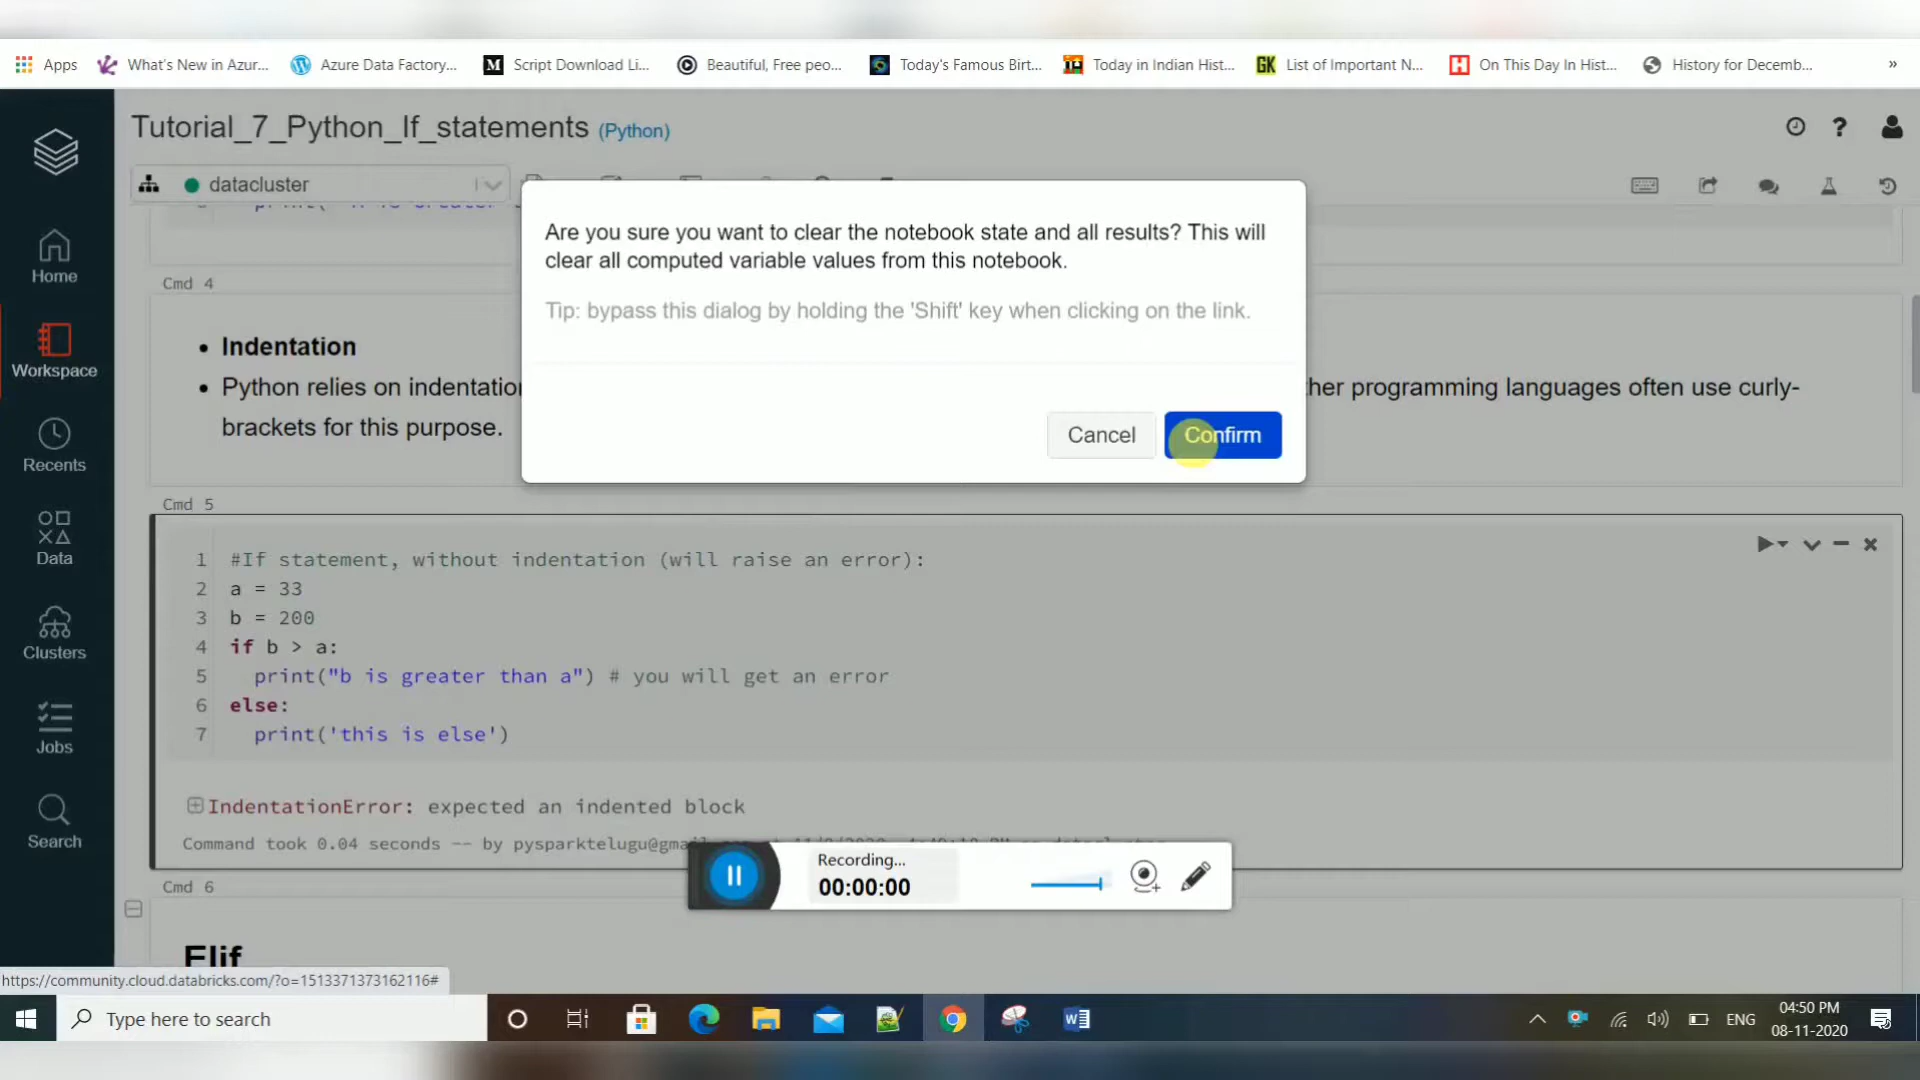 Apps What's New in Azur... Azure Data Factory... Script Download Li... Beautiful, Free peo... Today's Famous Birt... Today in Indian Hist... GK List of Important N... On This Day In Hist... History for Decemb... »
Tutorial_7_Python_If_statements (Python)
datacluster
Are you sure you want to clear the notebook state and all results? This will
clear all computed variable values from this notebook.
Tip: bypass this dialog by holding the 'Shift' key when clicking on the link.
Cancel Confirm
Home
Workspace
Recents
Data
Clusters
Jobs
Search
Cmd 4
• Indentation
• Python relies on indentation ther programming languages often use curly-
brackets for this purpose.
Cmd 5
1 #If statement, without indentation (will raise an error):
2 a = 33
3 b = 200
4 if b > a:
5 print("b is greater than a") # you will get an error
6 else:
7 print('this is else')
IndentationError: expected an indented block
Command took 0.04 seconds -- by pysparktelugu@gma
Recording...
00:00:00
Cmd 6
Elif
https://community.cloud.databricks.com/?o=1513371373162116#
Type here to search
ENG
04:50 PM
08-11-2020